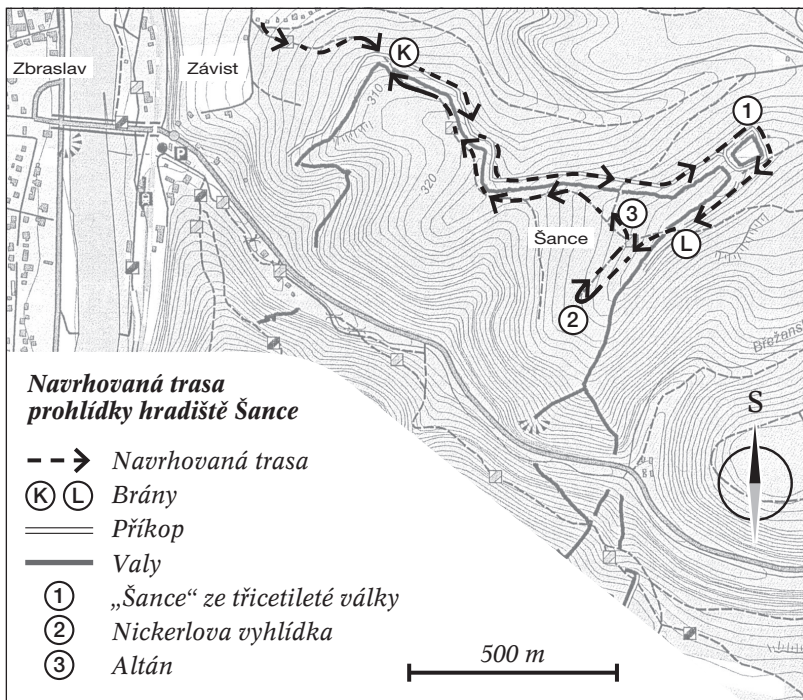 Zbraslav
Závist
K
1
310
320
3
Šance
L
2
Břežans
Navrhovaná trasa
prohlídky hradiště Šance
S
Navrhovaná trasa
K L Brány
Příkop
Valy
1 „Šance“ ze třicetileté války
2 Nickerlova vyhlídka
3 Altán
500 m
P